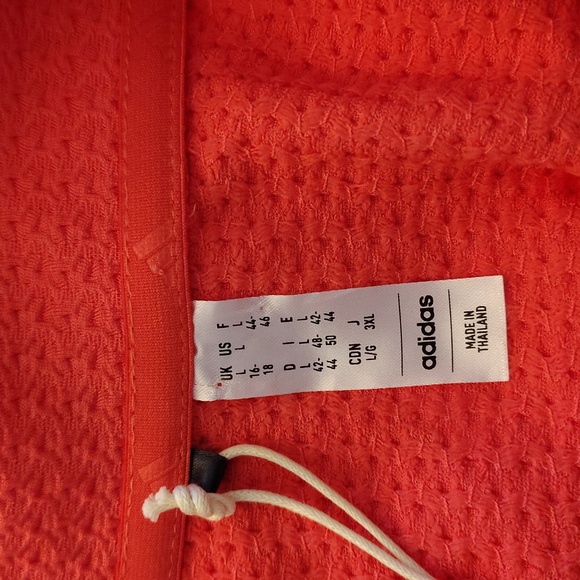 *UK US F
L L L
16- 44-
18 46
D I E
L L L
42- 48- 42-
44 50 44
CDN J
L/G 3XL
adidas
MADE IN
THAILAND